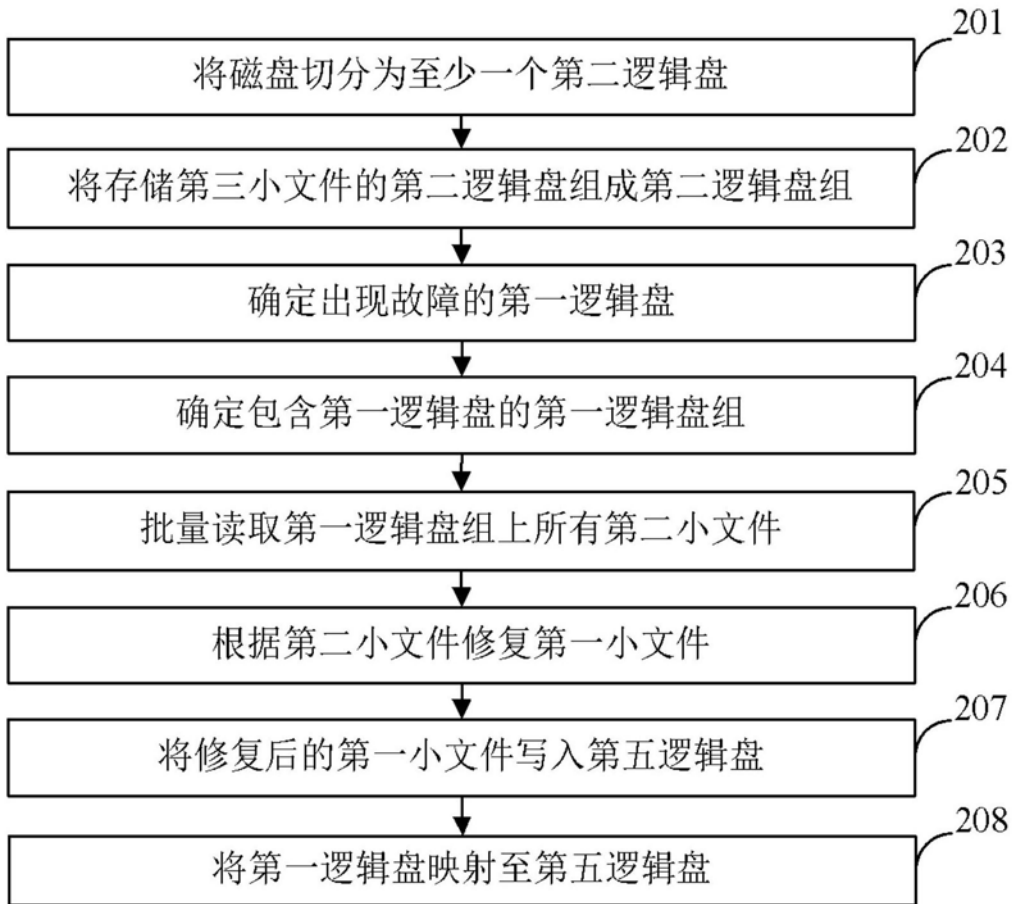 201
将磁盘切分为至少一个第二逻辑盘
202
将存储第三小文件的第二逻辑盘组成第二逻辑盘组
203
确定出现故障的第一逻辑盘
204
确定包含第一逻辑盘的第一逻辑盘组
205
批量读取第一逻辑盘组上所有第二小文件
206
根据第二小文件修复第一小文件
207
将修复后的第一小文件写入第五逻辑盘
208
将第一逻辑盘映射至第五逻辑盘